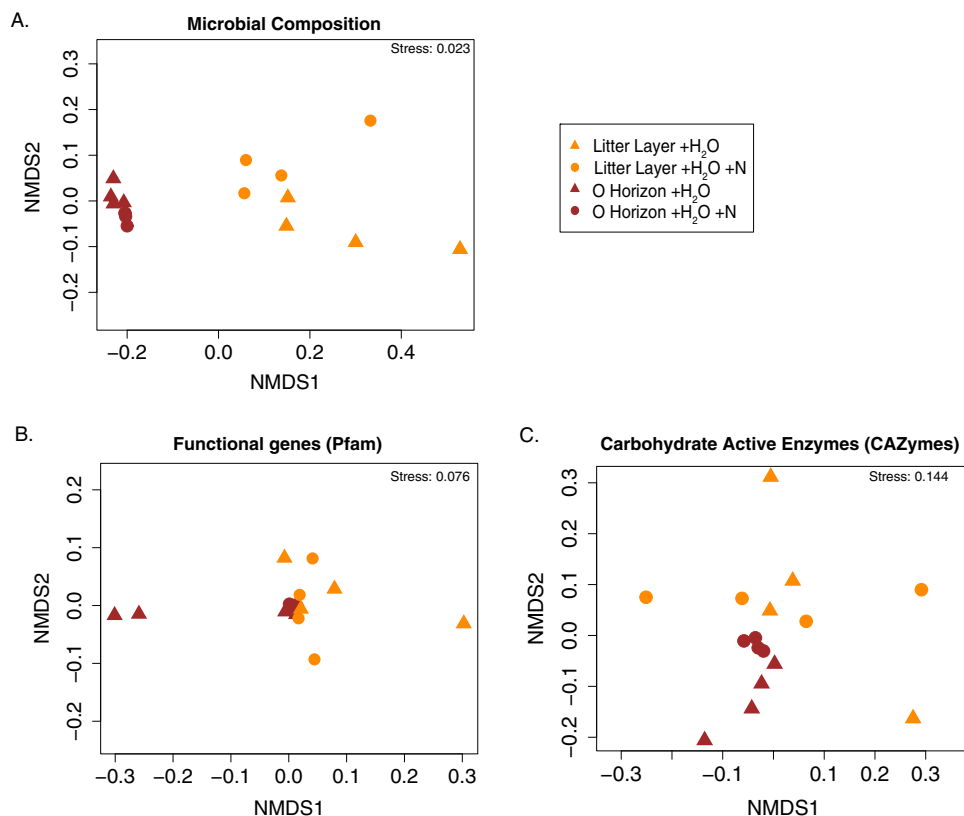 A.
Microbial Composition
Stress: 0.023
0.3
0.2
0.1
0.0
−0.1
−0.2
NMDS2
−0.2 0.0 0.2 0.4
NMDS1
Litter Layer +H₂O
Litter Layer +H₂O +N
O Horizon +H₂O
O Horizon +H₂O +N
B.
Functional genes (Pfam)
Stress: 0.076
0.2
0.1
0.0
−0.1
−0.2
NMDS2
−0.3 −0.2 −0.1 0.0 0.1 0.2 0.3
NMDS1
C.
Carbohydrate Active Enzymes (CAZymes)
Stress: 0.144
0.3
0.2
0.1
0.0
−0.1
−0.2
NMDS2
−0.3 −0.1 0.1 0.2 0.3
NMDS1